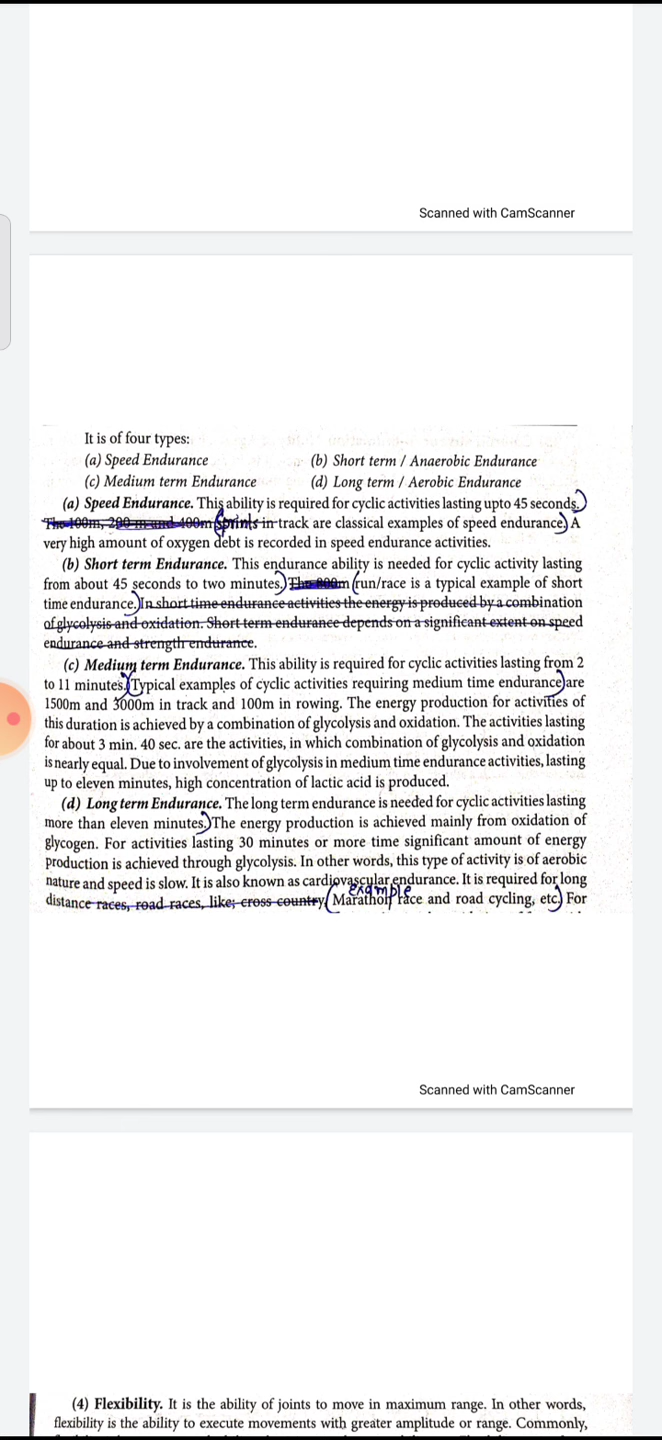 Scanned with CamScanner
It is of four types:
(a) Speed Endurance
(b) Short term / Anaerobic Endurance
(c) Medium term Endurance
(d) Long term / Aerobic Endurance
(a) Speed Endurance. This ability is required for cyclic activities lasting upto 45 seconds.
The 100m, 200 m and 400m sprints in track are classical examples of speed endurance. A
very high amount of oxygen debt is recorded in speed endurance activities.
(b) Short term Endurance. This endurance ability is needed for cyclic activity lasting
from about 45 seconds to two minutes. The 800m run/race is a typical example of short
time endurance. In short time endurance activities the energy is produced by a combination
of glycolysis and oxidation. Short term endurance depends on a significant extent on speed
endurance and strength endurance.
(c) Medium term Endurance. This ability is required for cyclic activities lasting from 2
to 11 minutes. Typical examples of cyclic activities requiring medium time endurance are
1500m and 3000m in track and 100m in rowing. The energy production for activities of
this duration is achieved by a combination of glycolysis and oxidation. The activities lasting
for about 3 min. 40 sec. are the activities, in which combination of glycolysis and oxidation
is nearly equal. Due to involvement of glycolysis in medium time endurance activities, lasting
up to eleven minutes, high concentration of lactic acid is produced.
(d) Long term Endurance. The long term endurance is needed for cyclic activities lasting
more than eleven minutes. The energy production is achieved mainly from oxidation of
glycogen. For activities lasting 30 minutes or more time significant amount of energy
production is achieved through glycolysis. In other words, this type of activity is of aerobic
nature and speed is slow. It is also known as cardiovascular endurance. It is required for long
example
distance races, road races, like; cross country, Marathon race and road cycling, etc. For
Scanned with CamScanner
(4) Flexibility. It is the ability of joints to move in maximum range. In other words,
flexibility is the ability to execute movements with greater amplitude or range. Commonly,